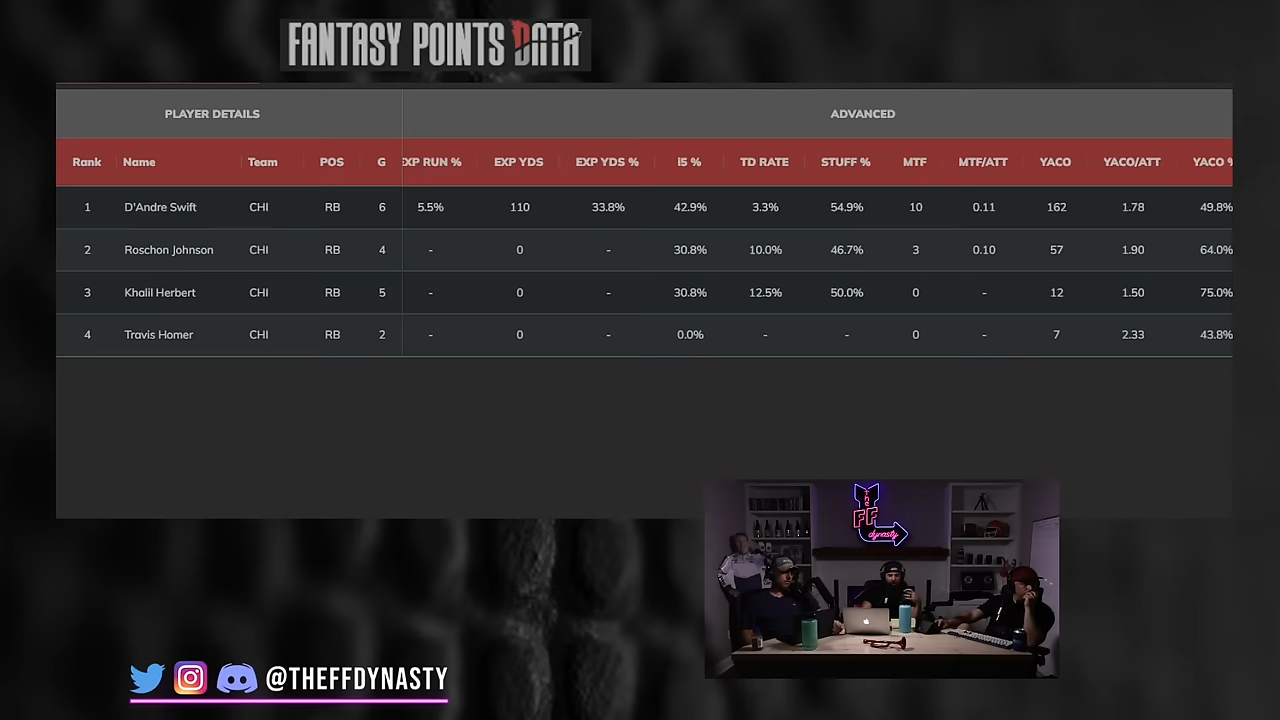 FANTASY POINTS DATA
PLAYER DETAILS ADVANCED
Rank Name Team POS G EXP RUN % EXP YDS EXP YDS % i5 % TD RATE STUFF % MTF MTF/ATT YACO YACO/ATT YACO %
1 D'Andre Swift CHI RB 6 5.5% 110 33.8% 42.9% 3.3% 54.9% 10 0.11 162 1.78 49.8%
2 Roschon Johnson CHI RB 4 - 0 - 30.8% 10.0% 46.7% 3 0.10 57 1.90 64.0%
3 Khalil Herbert CHI RB 5 - 0 - 30.8% 12.5% 50.0% 0 - 12 1.50 75.0%
4 Travis Homer CHI RB 2 - 0 - 0.0% - - 0 - 7 2.33 43.8%
The
FF
dynasty
@THEFFDYNASTY